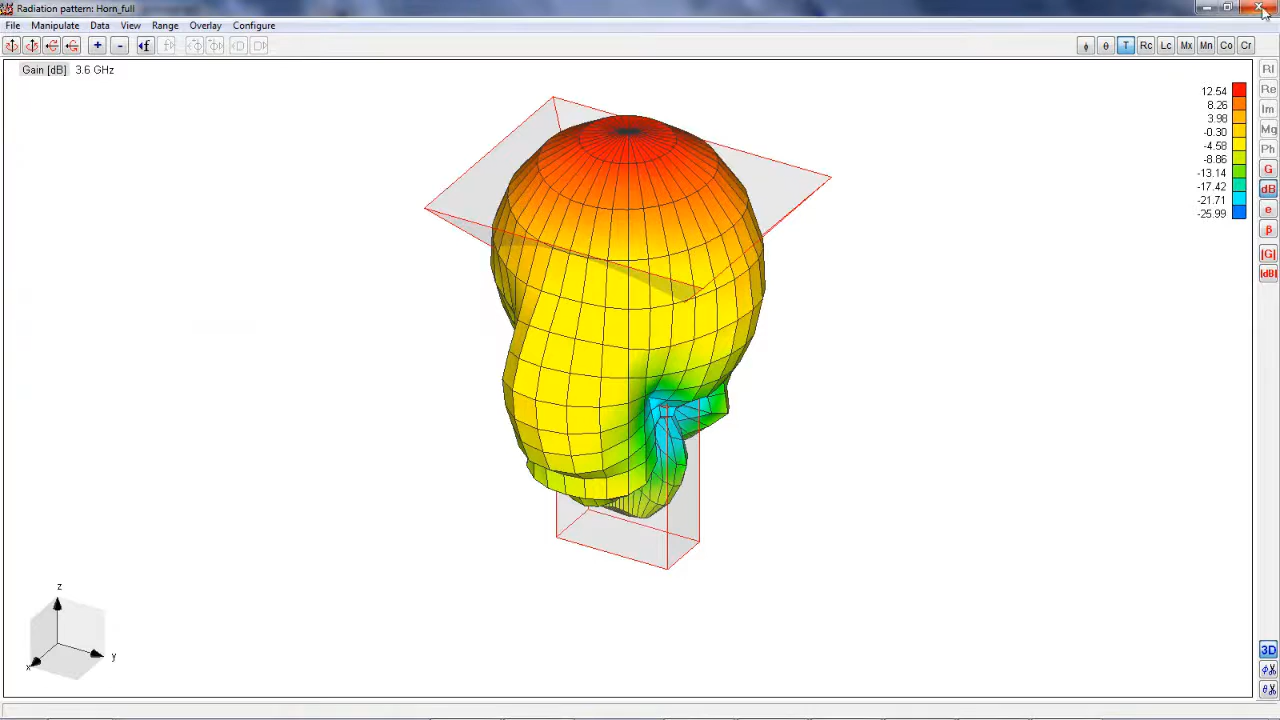 Radiation pattern: Horn_full
File Manipulate Data View Range Overlay Configure
+ - f f D D ϕ θ T Rc Lc Mx Mn Co Cr
Gain [dB] 3.6 GHz
12.54
8.26
3.98
-0.30
-4.58
-8.86
-13.14
-17.42
-21.71
-25.99
Rl
Re
Im
Mg
Ph
G
dB
e
β
|G|
|dB|
z
x
y
3D
ϕ
θ